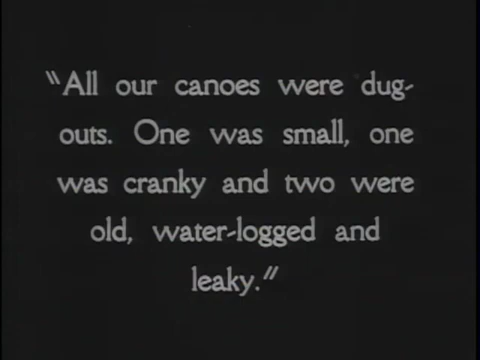 "All our canoes were dug-
outs. One was small, one
was cranky and two were
old, water-logged and
leaky."